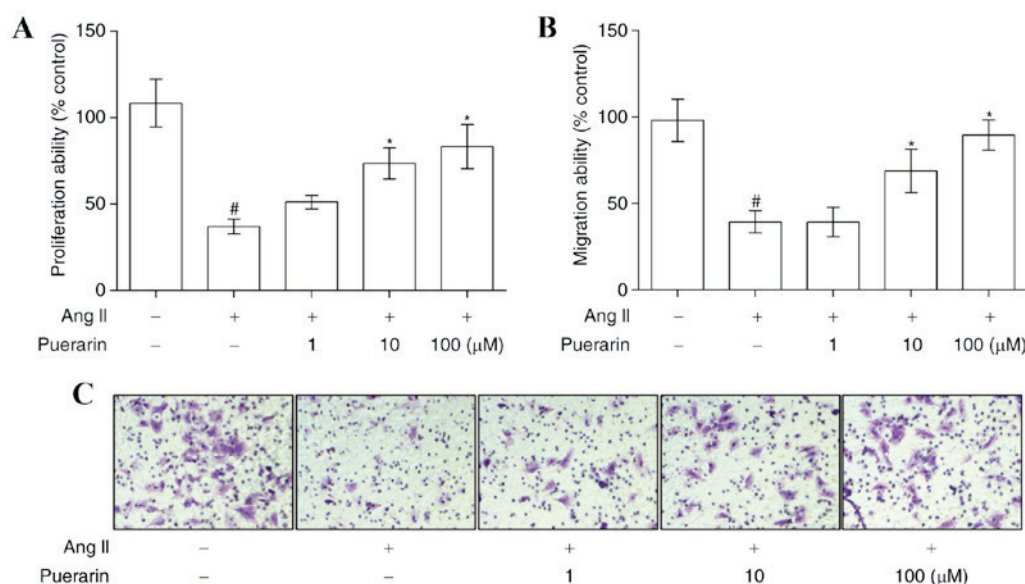 A
Proliferation ability (% control)
150
100
50
0
#
*
*
Ang II – + + + +
Puerarin – – 1 10 100 (μM)
B
Migration ability (% control)
150
100
50
0
#
*
*
Ang II – + + + +
Puerarin – – 1 10 100 (μM)
C
Ang II – + + + +
Puerarin – – 1 10 100 (μM)